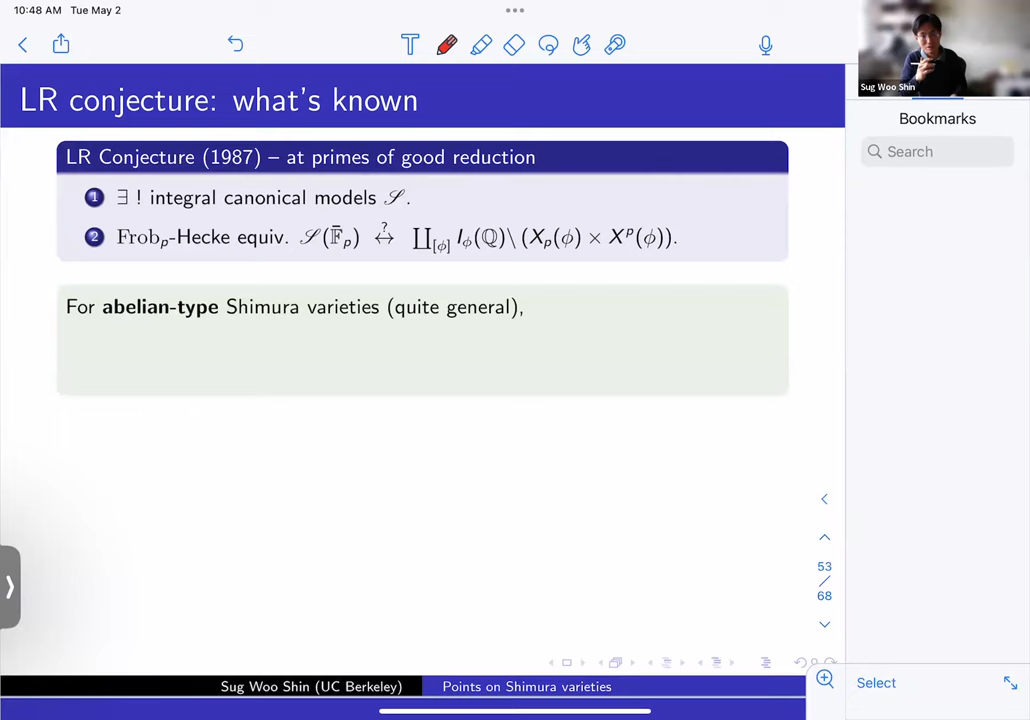 10:48 AM Tue May 2
Sug Woo Shin
LR conjecture: what's known
Bookmarks
LR Conjecture (1987) – at primes of good reduction
Search
1 ∃ ! integral canonical models 𝒮.
2 Frob_p-Hecke equiv. 𝒮(𝔽̄_p) ↔^? ∐_[ϕ] I_ϕ(ℚ)\(X_p(ϕ) × X^p(ϕ)).
For abelian-type Shimura varieties (quite general),
53
/
68
Sug Woo Shin (UC Berkeley) Points on Shimura varieties
Select